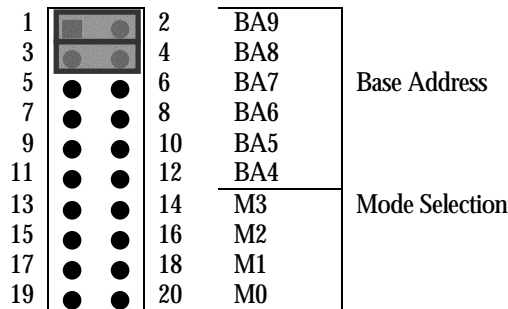 1 2 BA9
3 4 BA8
5 6 BA7 Base Address
7 8 BA6
9 10 BA5
11 12 BA4
13 14 M3 Mode Selection
15 16 M2
17 18 M1
19 20 M0